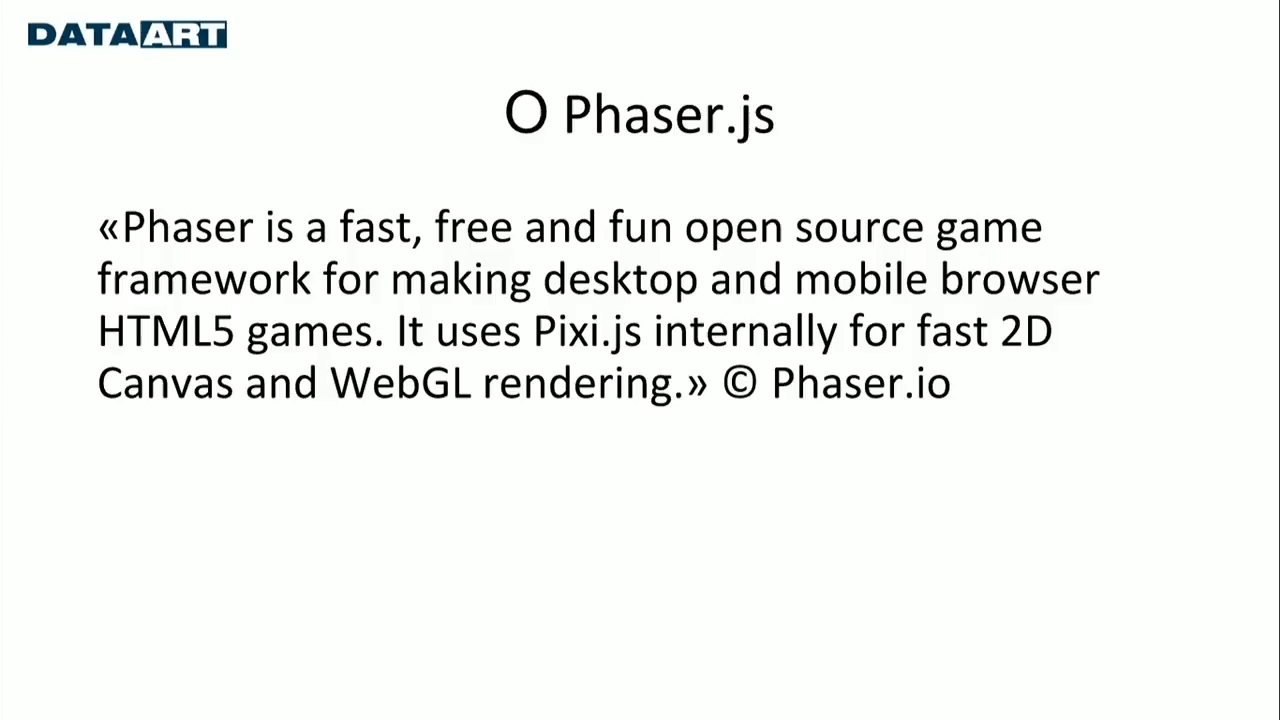 DATAART
О Phaser.js
«Phaser is a fast, free and fun open source game
framework for making desktop and mobile browser
HTML5 games. It uses Pixi.js internally for fast 2D
Canvas and WebGL rendering.» © Phaser.io